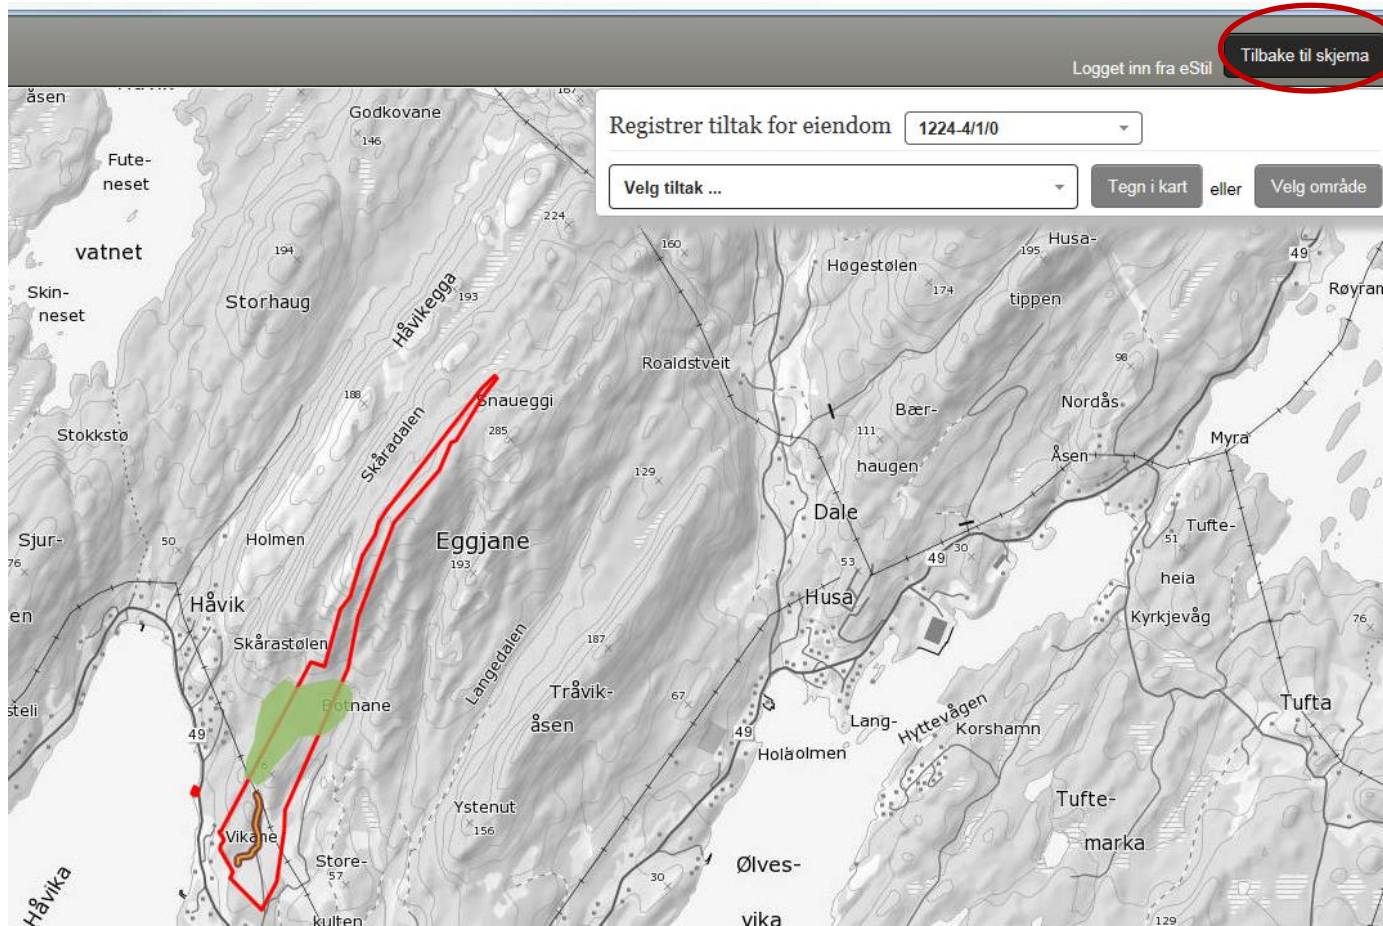 Tilbake til skjema
Logget inn fra eStil
Registrer tiltak for eiendom 1224-4/1/0
Velg tiltak ... Tegn i kart eller Velg område
åsen
Godkovane
167
146
Fute-
neset
vatnet
224
194
160
195
Husa-
49
Høgestølen
174
tippen
Røyran
Skin-
neset
Storhaug
Håvikegga
193
Roaldstveit
98
188
Snaueggi
Bær-
Nordås
Stokkstø
Skåradalen
285
111
haugen
Åsen
Myra
129
Dale
Sjur-
50
Holmen
Eggjane
193
76
53
49
30
Tufte-
51
heia
en
Håvik
Husa
Kyrkjevåg
76
Skårastølen
Langedalen
187
Botnane
Tråvik-
åsen
67
steli
49
49
Lang-
Hyttevågen
Korshamn
Tufta
Holmen
Ystenut
156
Tufte-
marka
Vikane
Store-
57
kulten
Håvika
30
Ølves-
vika
129